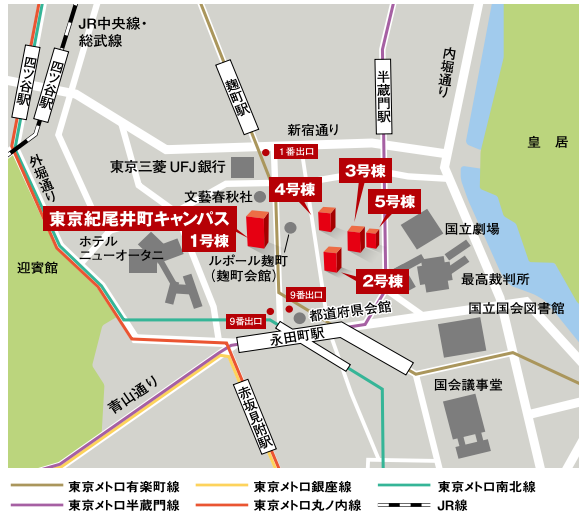 JR中央線・
総武線
四ツ谷駅
四ツ谷駅
麹町駅
半蔵門駅
内堀通り
新宿通り
皇居
1番出口
東京三菱UFJ銀行
外堀通り
3号棟
4号棟
文藝春秋社
5号棟
東京紀尾井町キャンパス
1号棟
国立劇場
ホテル
ニューオータニ
ルポール麹町
(麹町会館)
迎賓館
2号棟
最高裁判所
9番出口
都道府県会館
国立国会図書館
9番出口
永田町駅
国会議事堂
青山通り
赤坂見附駅
東京メトロ有楽町線
東京メトロ銀座線
東京メトロ南北線
東京メトロ半蔵門線
東京メトロ丸ノ内線
JR線